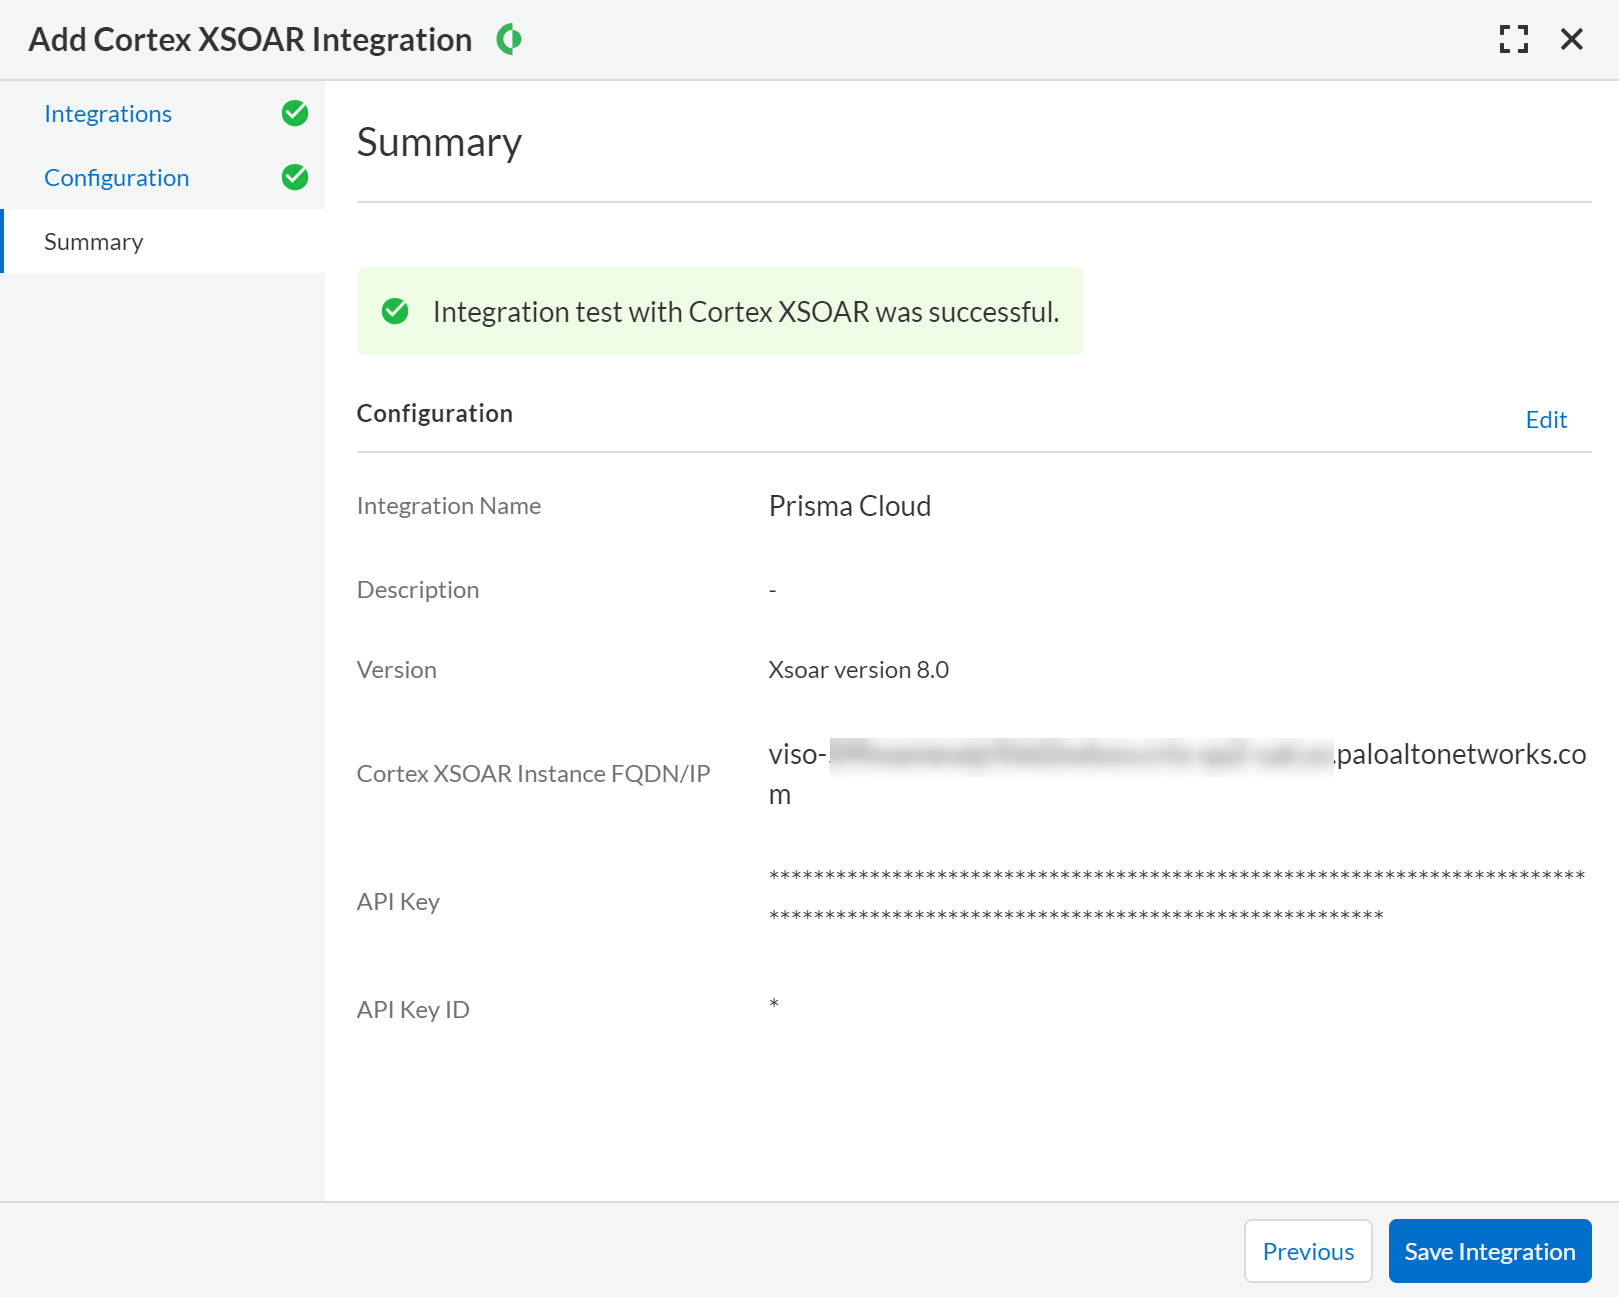 Add Cortex XSOAR Integration
Integrations
Configuration
Summary
Summary
Integration test with Cortex XSOAR was successful.
Configuration
Edit
Integration Name
Prisma Cloud
Description
-
Version
Xsoar version 8.0
Cortex XSOAR Instance FQDN/IP
viso- .paloaltonetworks.co
m
API Key
*************************************************************************
*******************************************************
API Key ID
*
Previous
Save Integration